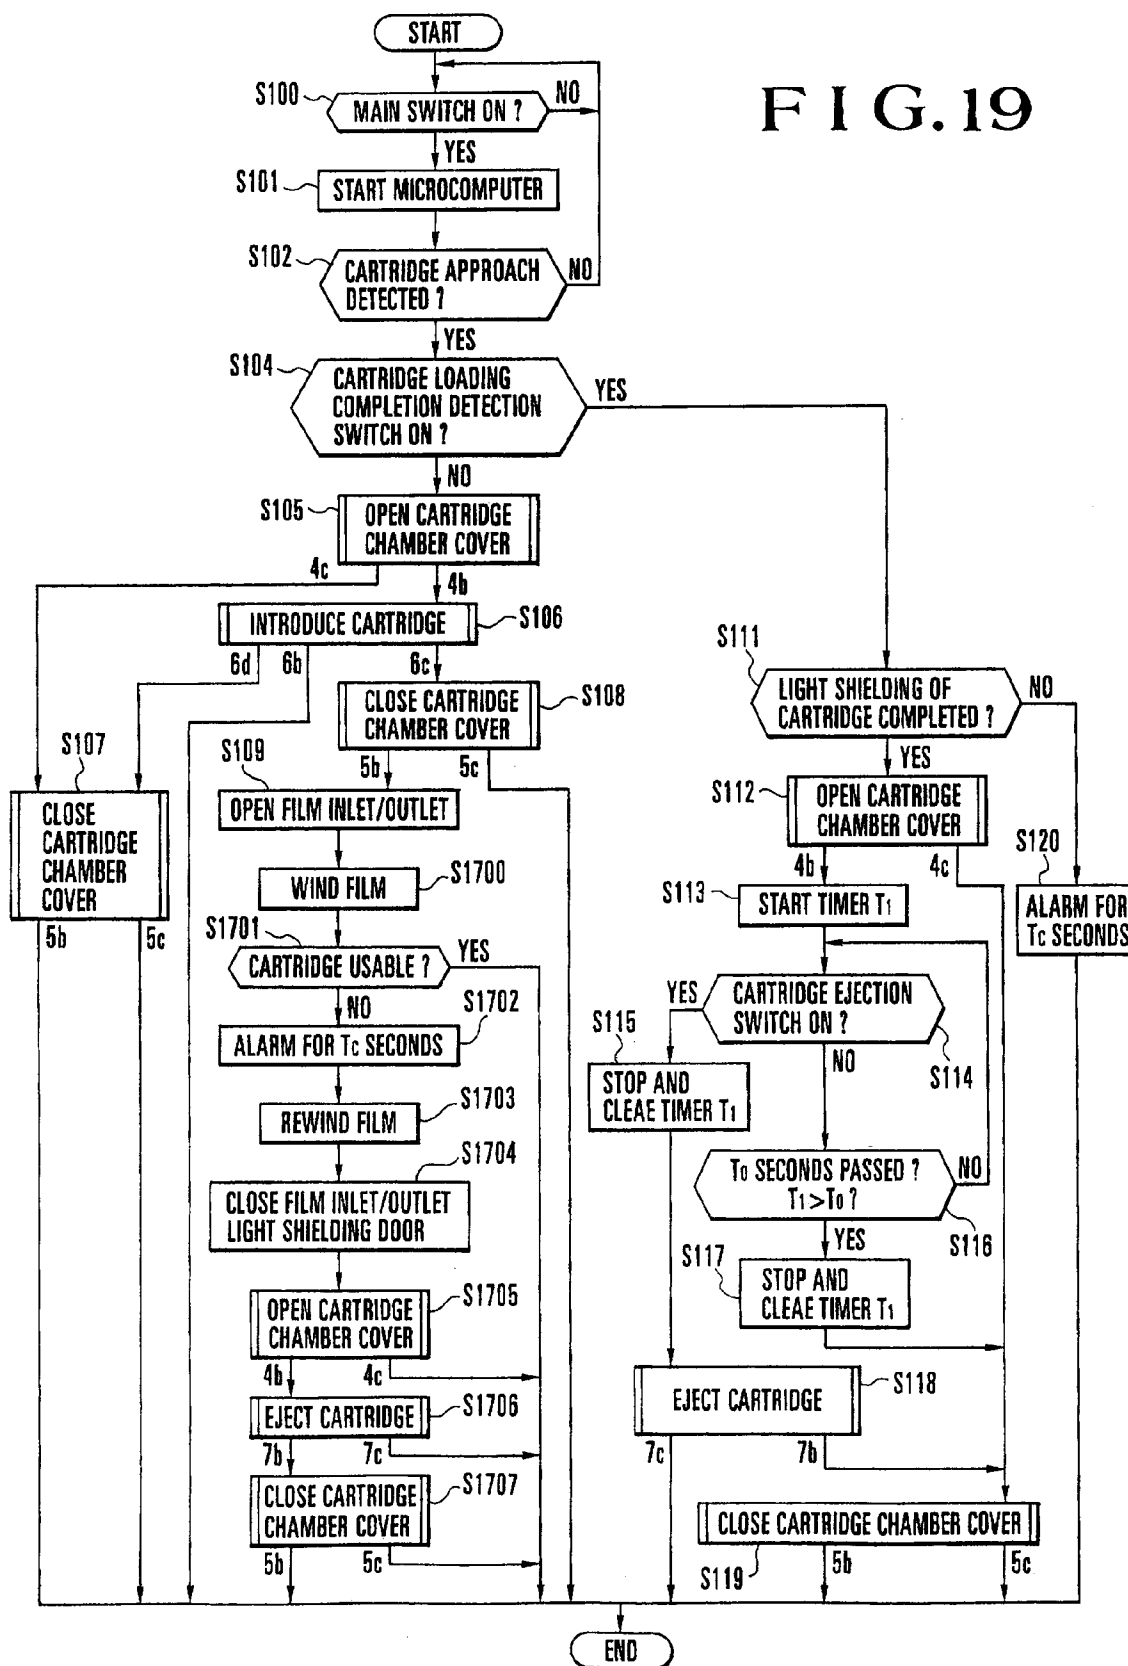 START
FIG.19
S100
MAIN SWITCH ON ?
NO
YES
S101
START MICROCOMPUTER
S102
CARTRIDGE APPROACH
DETECTED ?
NO
YES
S104
CARTRIDGE LOADING
COMPLETION DETECTION
SWITCH ON ?
YES
NO
S105
OPEN CARTRIDGE
CHAMBER COVER
4c
4b
INTRODUCE CARTRIDGE
S106
6d
6b
6c
CLOSE CARTRIDGE
CHAMBER COVER
S108
5b
5c
S107
CLOSE
CARTRIDGE
CHAMBER
COVER
5b
5c
S109
OPEN FILM INLET/OUTLET
WIND FILM
S1700
S1701
CARTRIDGE USABLE ?
YES
NO
S1702
ALARM FOR Tc SECONDS
REWIND FILM
S1703
S1704
CLOSE FILM INLET/OUTLET
LIGHT SHIELDING DOOR
OPEN CARTRIDGE
CHAMBER COVER
S1705
4b
4c
EJECT CARTRIDGE
S1706
7b
7c
CLOSE CARTRIDGE
CHAMBER COVER
S1707
5b
5c
S111
LIGHT SHIELDING OF
CARTRIDGE COMPLETED ?
NO
YES
S112
OPEN CARTRIDGE
CHAMBER COVER
4b
4c
S120
ALARM FOR
Tc SECONDS
S113
START TIMER T1
CARTRIDGE EJECTION
SWITCH ON ?
YES
S114
NO
S115
STOP AND
CLEAE TIMER T1
T0 SECONDS PASSED ?
T1>T0 ?
NO
S116
YES
S117
STOP AND
CLEAE TIMER T1
EJECT CARTRIDGE
S118
7c
7b
CLOSE CARTRIDGE CHAMBER COVER
S119
5b
5c
END